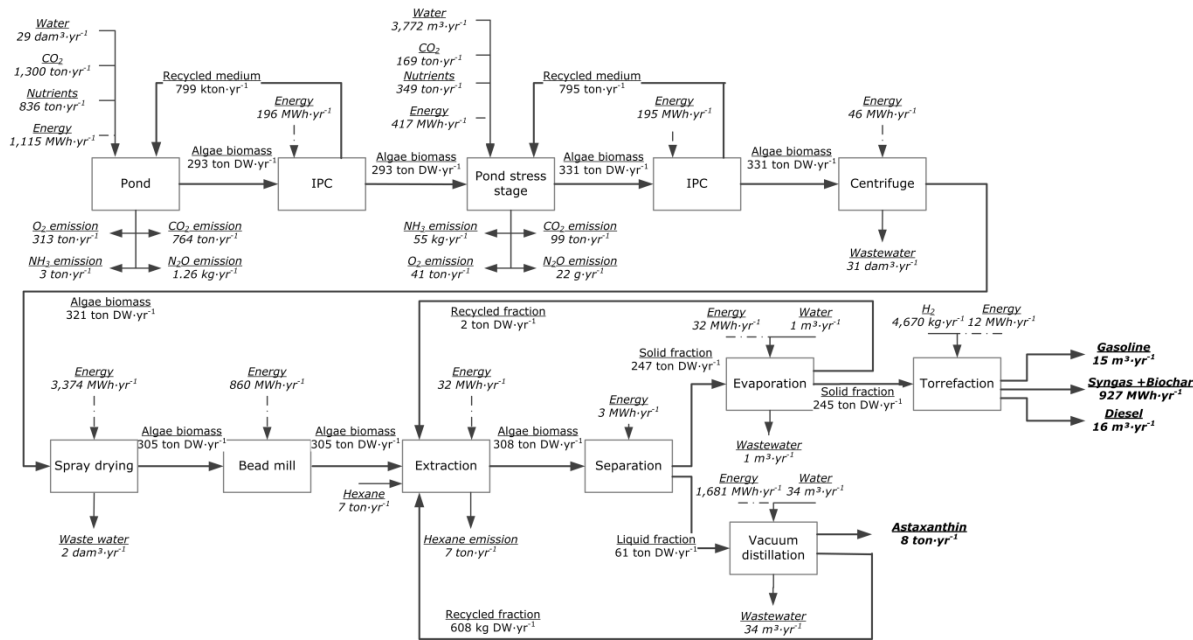 Water
29 dam³·yr⁻¹
CO₂
1,300 ton·yr⁻¹
Nutrients
836 ton·yr⁻¹
Energy
1,115 MWh·yr⁻¹
Recycled medium
799 kton·yr⁻¹
Energy
196 MWh·yr⁻¹
Pond
Algae biomass
293 ton DW·yr⁻¹
IPC
Algae biomass
293 ton DW·yr⁻¹
O₂ emission
313 ton·yr⁻¹
CO₂ emission
764 ton·yr⁻¹
NH₃ emission
3 ton·yr⁻¹
N₂O emission
1.26 kg·yr⁻¹
Water
3,772 m³·yr⁻¹
CO₂
169 ton·yr⁻¹
Nutrients
349 ton·yr⁻¹
Energy
417 MWh·yr⁻¹
Recycled medium
795 ton·yr⁻¹
Energy
195 MWh·yr⁻¹
Energy
46 MWh·yr⁻¹
Pond stress
stage
Algae biomass
331 ton DW·yr⁻¹
IPC
Algae biomass
331 ton DW·yr⁻¹
Centrifuge
NH₃ emission
55 kg·yr⁻¹
CO₂ emission
99 ton·yr⁻¹
O₂ emission
41 ton·yr⁻¹
N₂O emission
22 g·yr⁻¹
Wastewater
31 dam³·yr⁻¹
Algae biomass
321 ton DW·yr⁻¹
Energy
3,374 MWh·yr⁻¹
Spray drying
Waste water
2 dam³·yr⁻¹
Algae biomass
305 ton DW·yr⁻¹
Energy
860 MWh·yr⁻¹
Bead mill
Algae biomass
305 ton DW·yr⁻¹
Recycled fraction
2 ton DW·yr⁻¹
Energy
32 MWh·yr⁻¹
Extraction
Hexane
7 ton·yr⁻¹
Hexane emission
7 ton·yr⁻¹
Algae biomass
308 ton DW·yr⁻¹
Energy
3 MWh·yr⁻¹
Separation
Solid fraction
247 ton DW·yr⁻¹
Energy
32 MWh·yr⁻¹
Water
1 m³·yr⁻¹
Evaporation
Wastewater
1 m³·yr⁻¹
Solid fraction
245 ton DW·yr⁻¹
H₂
4,670 kg·yr⁻¹
Energy
12 MWh·yr⁻¹
Torrefaction
Gasoline
15 m³·yr⁻¹
Syngas +Biochar
927 MWh·yr⁻¹
Diesel
16 m³·yr⁻¹
Liquid fraction
61 ton DW·yr⁻¹
Energy
1,681 MWh·yr⁻¹
Water
34 m³·yr⁻¹
Vacuum
distillation
Astaxanthin
8 ton·yr⁻¹
Wastewater
34 m³·yr⁻¹
Recycled fraction
608 kg DW·yr⁻¹